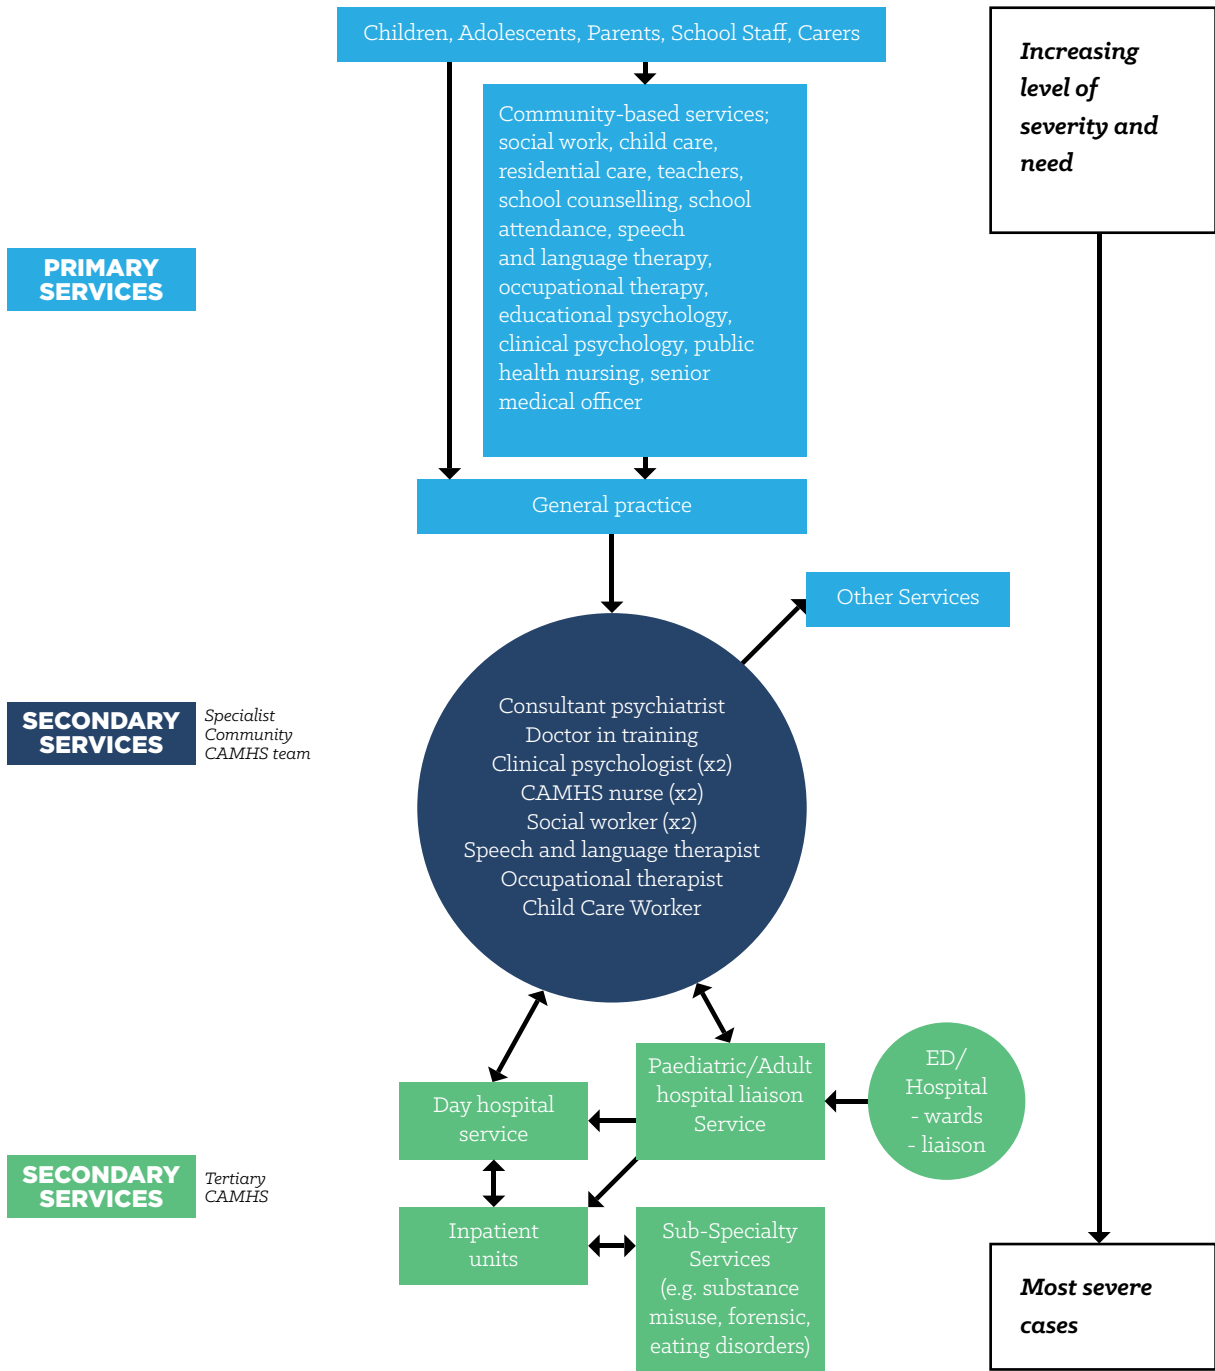 Children, Adolescents, Parents, School Staff, Carers
Increasing
level of
severity and
need
Community-based services;
social work, child care,
residential care, teachers,
school counselling, school
attendance, speech
and language therapy,
occupational therapy,
educational psychology,
clinical psychology, public
health nursing, senior
medical officer
PRIMARY
SERVICES
General practice
Other Services
SECONDARY
SERVICES
Specialist
Community
CAMHS team
Consultant psychiatrist
Doctor in training
Clinical psychologist (x2)
CAMHS nurse (x2)
Social worker (x2)
Speech and language therapist
Occupational therapist
Child Care Worker
Paediatric/Adult
hospital liaison
Service
ED/
Hospital
- wards
- liaison
Day hospital
service
SECONDARY
SERVICES
Tertiary
CAMHS
Inpatient
units
Sub-Specialty
Services
(e.g. substance
misuse, forensic,
eating disorders)
Most severe
cases